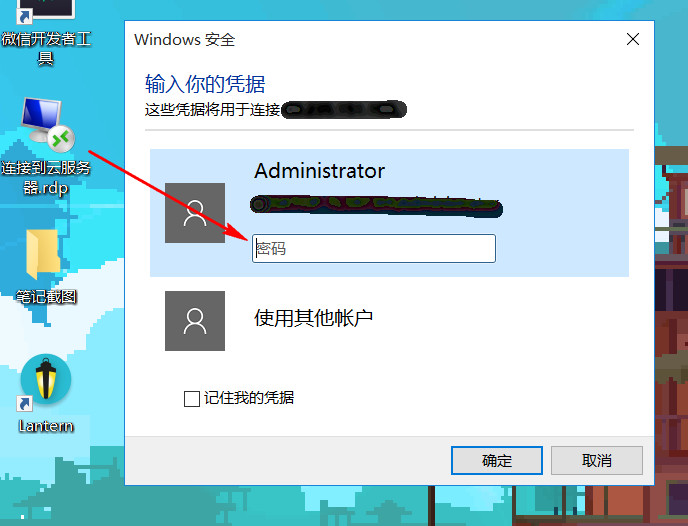 微信开发者工
具
连接到云服务
器.rdp
笔记截图
Lantern
Windows 安全
输入你的凭据
这些凭据将用于连接
Administrator
密码
使用其他帐户
记住我的凭据
确定
取消